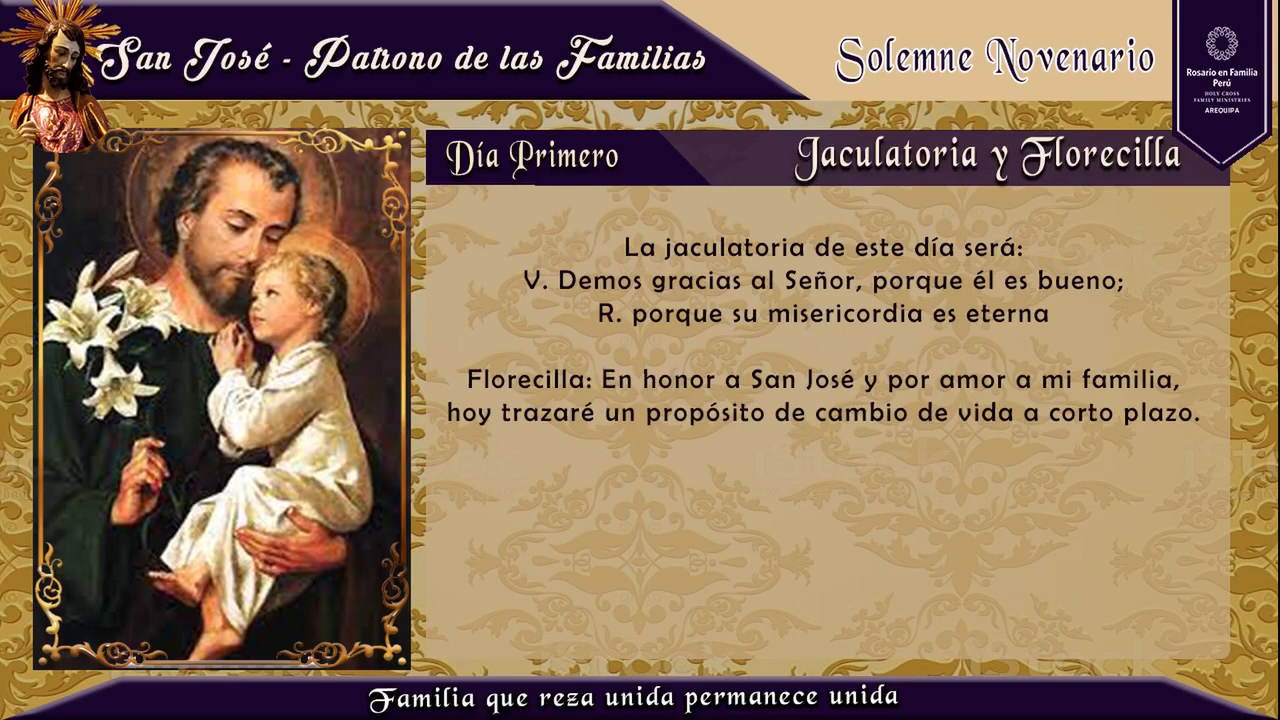 San José - Patrono de las Familias
Solemne Novenario
Rosario en Familia
Perú
HOLY CROSS
FAMILY MINISTRIES
AREQUIPA
Día Primero
Jaculatoria y Florecilla
La jaculatoria de este día será:
V. Demos gracias al Señor, porque él es bueno;
R. porque su misericordia es eterna
Florecilla: En honor a San José y por amor a mi familia,
hoy trazaré un propósito de cambio de vida a corto plazo.
Familia que reza unida permanece unida